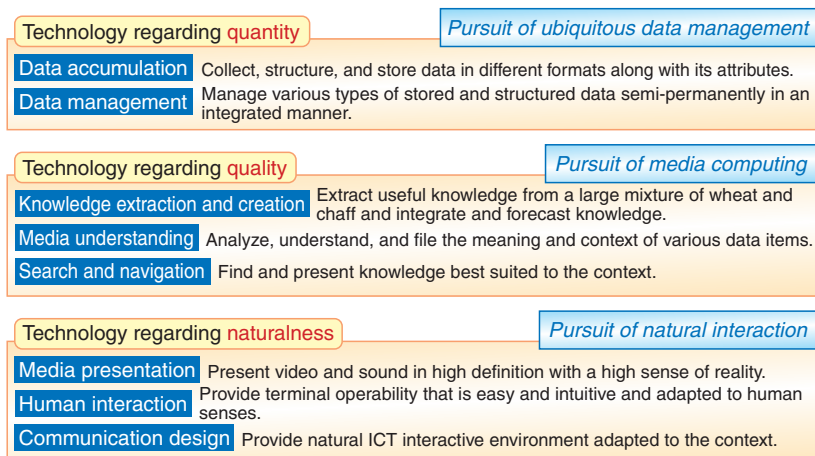 Technology regarding quantity
Pursuit of ubiquitous data management
Data accumulation Collect, structure, and store data in different formats along with its attributes.
Data management Manage various types of stored and structured data semi-permanently in an
integrated manner.
Technology regarding quality
Pursuit of media computing
Knowledge extraction and creation Extract useful knowledge from a large mixture of wheat and
chaff and integrate and forecast knowledge.
Media understanding Analyze, understand, and file the meaning and context of various data items.
Search and navigation Find and present knowledge best suited to the context.
Technology regarding naturalness
Pursuit of natural interaction
Media presentation Present video and sound in high definition with a high sense of reality.
Human interaction Provide terminal operability that is easy and intuitive and adapted to human
senses.
Communication design Provide natural ICT interactive environment adapted to the context.